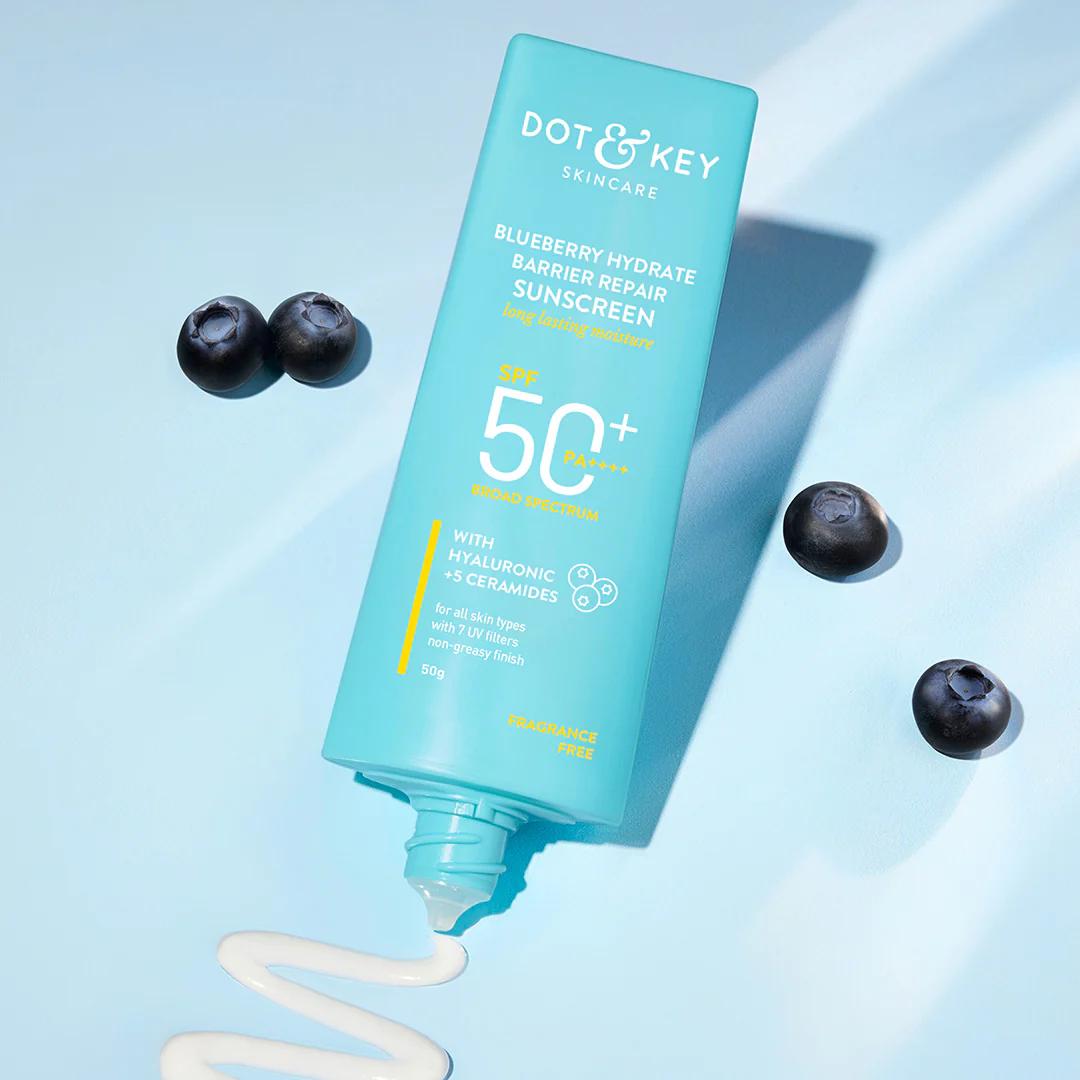 DOT & KEY
SKINCARE
BLUEBERRY HYDRATE
BARRIER REPAIR
SUNSCREEN
long lasting moisture
SPF
50+
PA++++
BROAD SPECTRUM
WITH
HYALURONIC
+5 CERAMIDES
for all skin types
with 7 UV filters
non-greasy finish
50g
FRAGRANCE
FREE